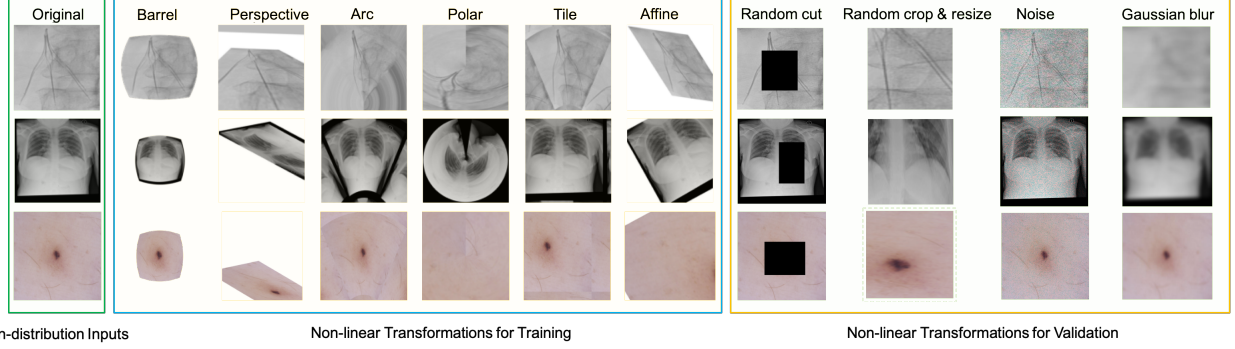 Original
Barrel
Perspective
Arc
Polar
Tile
Affine
Random cut
Random crop & resize
Noise
Gaussian blur
n-distribution Inputs
Non-linear Transformations for Training
Non-linear Transformations for Validation